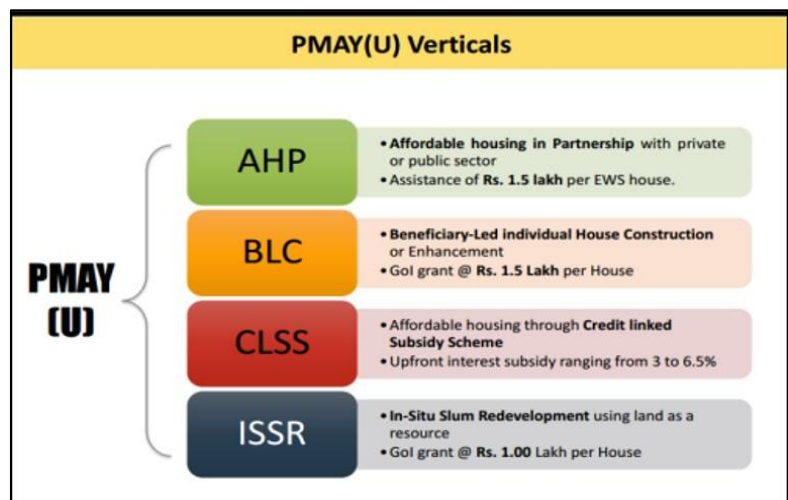 PMAY(U) Verticals
PMAY
(U)
AHP
• Affordable housing in Partnership with private
or public sector
• Assistance of Rs. 1.5 lakh per EWS house.
BLC
• Beneficiary-Led individual House Construction
or Enhancement
• GoI grant @ Rs. 1.5 Lakh per House
CLSS
• Affordable housing through Credit linked
Subsidy Scheme
• Upfront interest subsidy ranging from 3 to 6.5%
ISSR
• In-Situ Slum Redevelopment using land as a
resource
• GoI grant @ Rs. 1.00 Lakh per House